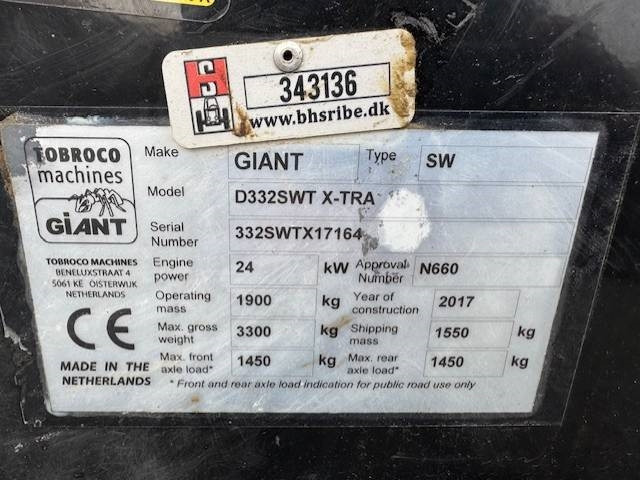 HS
343136
www.bhsribe.dk
TOBROCO
machines
GiANT
TOBROCO MACHINES
BENELUXSTRAAT 4
5061 KE OISTERWIJK
NETHERLANDS
CE
MADE IN THE
NETHERLANDS
Make GIANT Type SW
Model D332SWT X-TRA
Serial Number 332SWTX17164
Engine power 24 kW Approval Number N660
Operating mass 1900 kg Year of construction 2017
Max. gross weight 3300 kg Shipping mass 1550 kg
Max. front axle load* 1450 kg Max. rear axle load* 1450 kg
* Front and rear axle load indication for public road use only